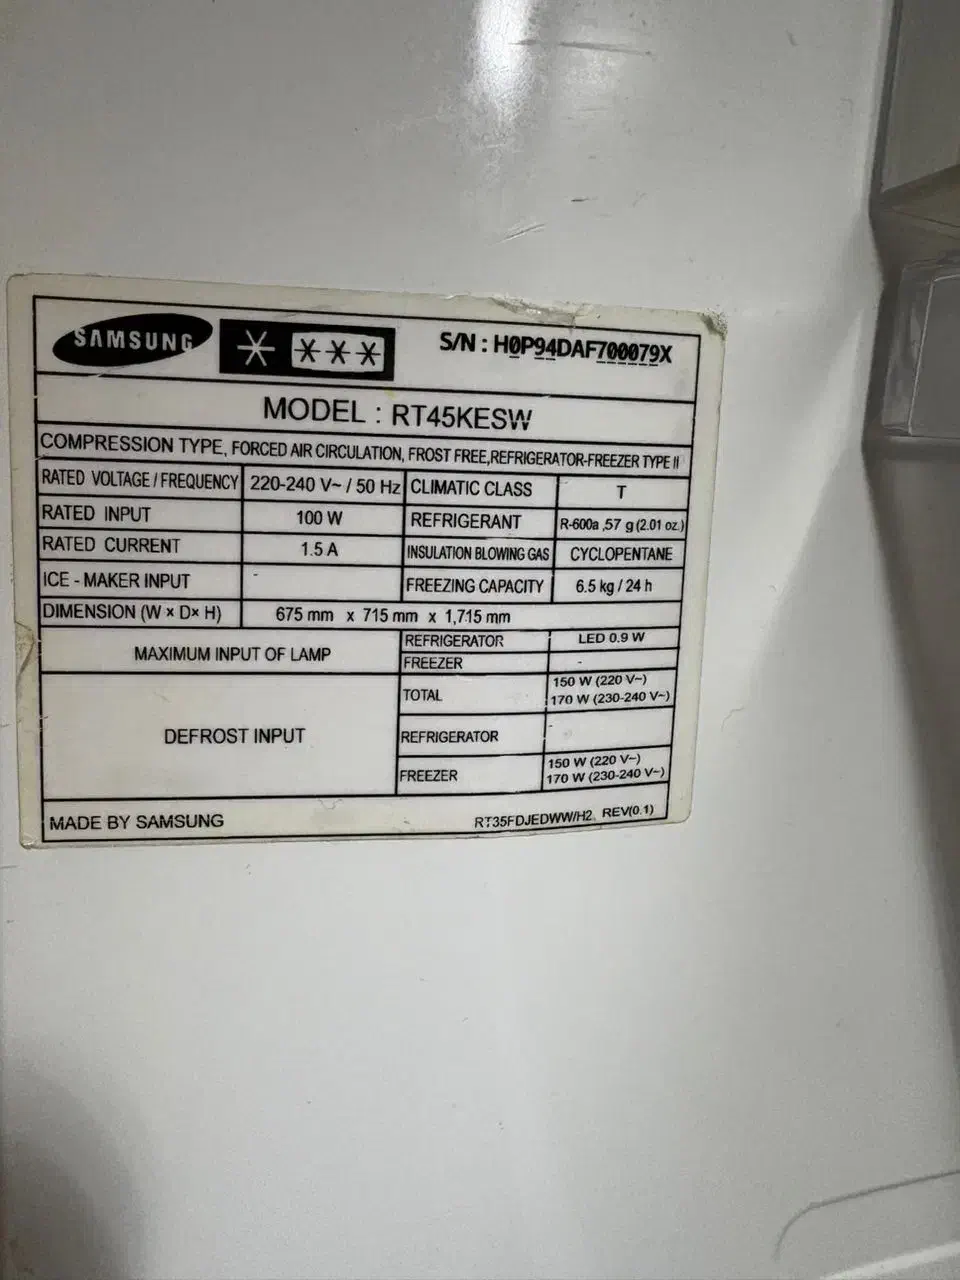 SAMSUNG
S/N : H0P94DAF700079X
MODEL : RT45KESW
COMPRESSION TYPE, FORCED AIR CIRCULATION, FROST FREE,REFRIGERATOR-FREEZER TYPE II
RATED VOLTAGE / FREQUENCY 220-240 V~ / 50 Hz CLIMATIC CLASS T
RATED INPUT 100 W REFRIGERANT R-600a ,57 g (2.01 oz.)
RATED CURRENT 1.5 A INSULATION BLOWING GAS CYCLOPENTANE
ICE - MAKER INPUT - FREEZING CAPACITY 6.5 kg / 24 h
DIMENSION (W × D× H) 675 mm x 715 mm x 1,715 mm
MAXIMUM INPUT OF LAMP REFRIGERATOR LED 0.9 W
FREEZER -
DEFROST INPUT TOTAL 150 W (220 V~)
170 W (230-240 V~)
REFRIGERATOR -
FREEZER 150 W (220 V~)
170 W (230-240 V~)
MADE BY SAMSUNG RT35FDJEDWW/H2, REV(0.1)